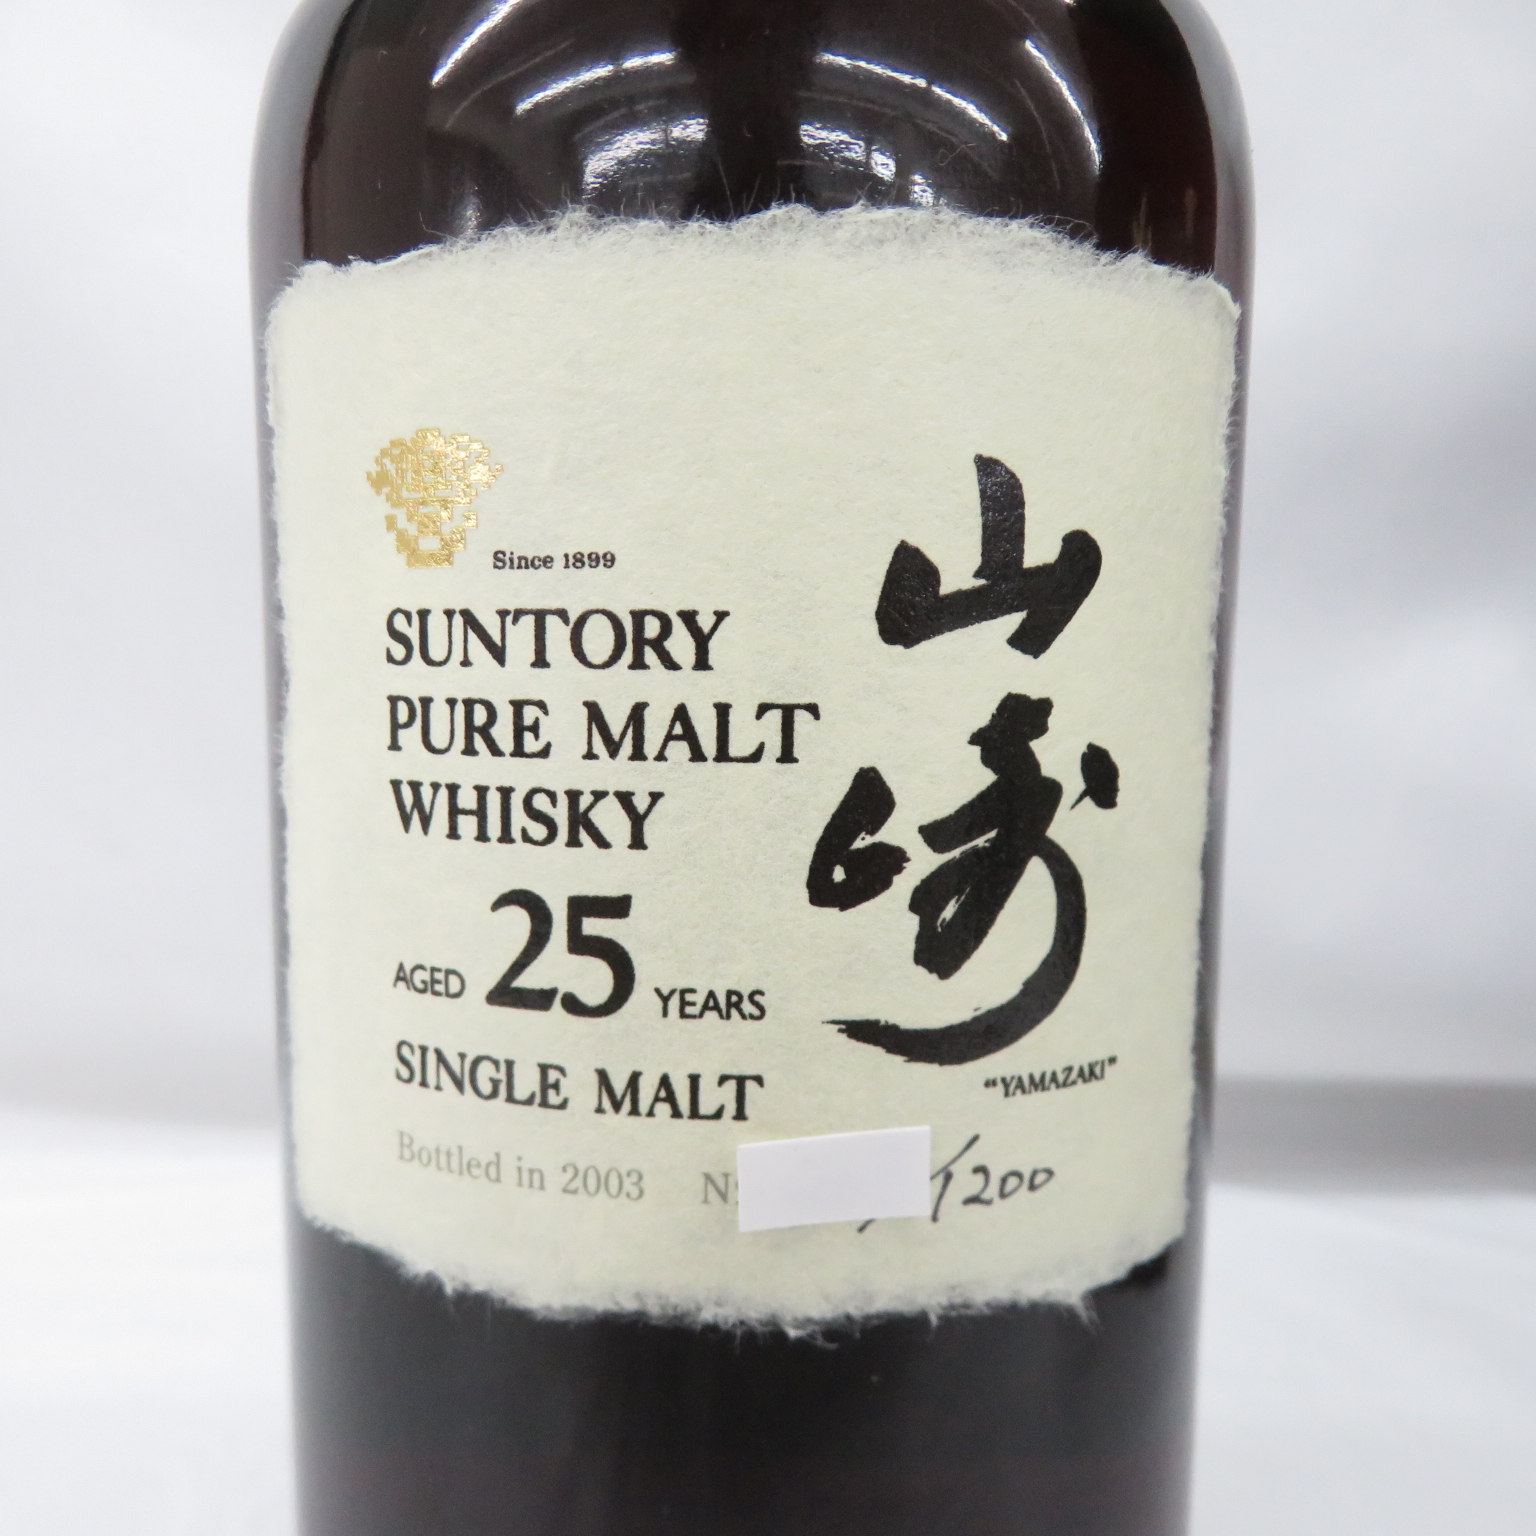 Since 1899
SUNTORY
PURE MALT
WHISKY
AGED 25 YEARS
SINGLE MALT
Bottled in 2003
/1200
山崎
"YAMAZAKI"